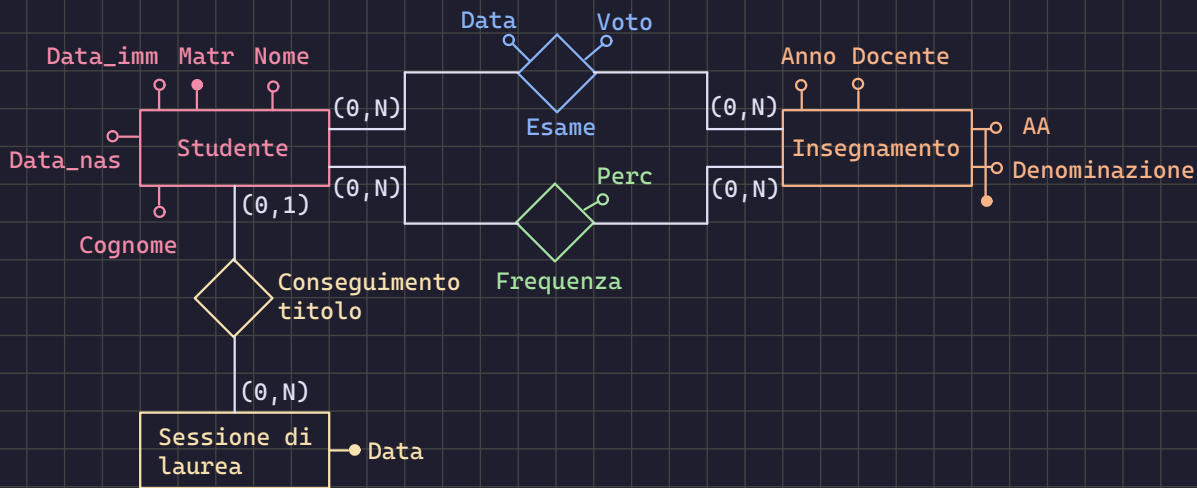 Data Voto
Data_imm Matr Nome
Anno Docente
(0,N)
(0,N)
Esame
AA
Studente
Insegnamento
Data_nas
Denominazione
Perc
(0,N)
(0,N)
(0,1)
Cognome
Frequenza
Conseguimento
titolo
(0,N)
Sessione di
laurea
Data